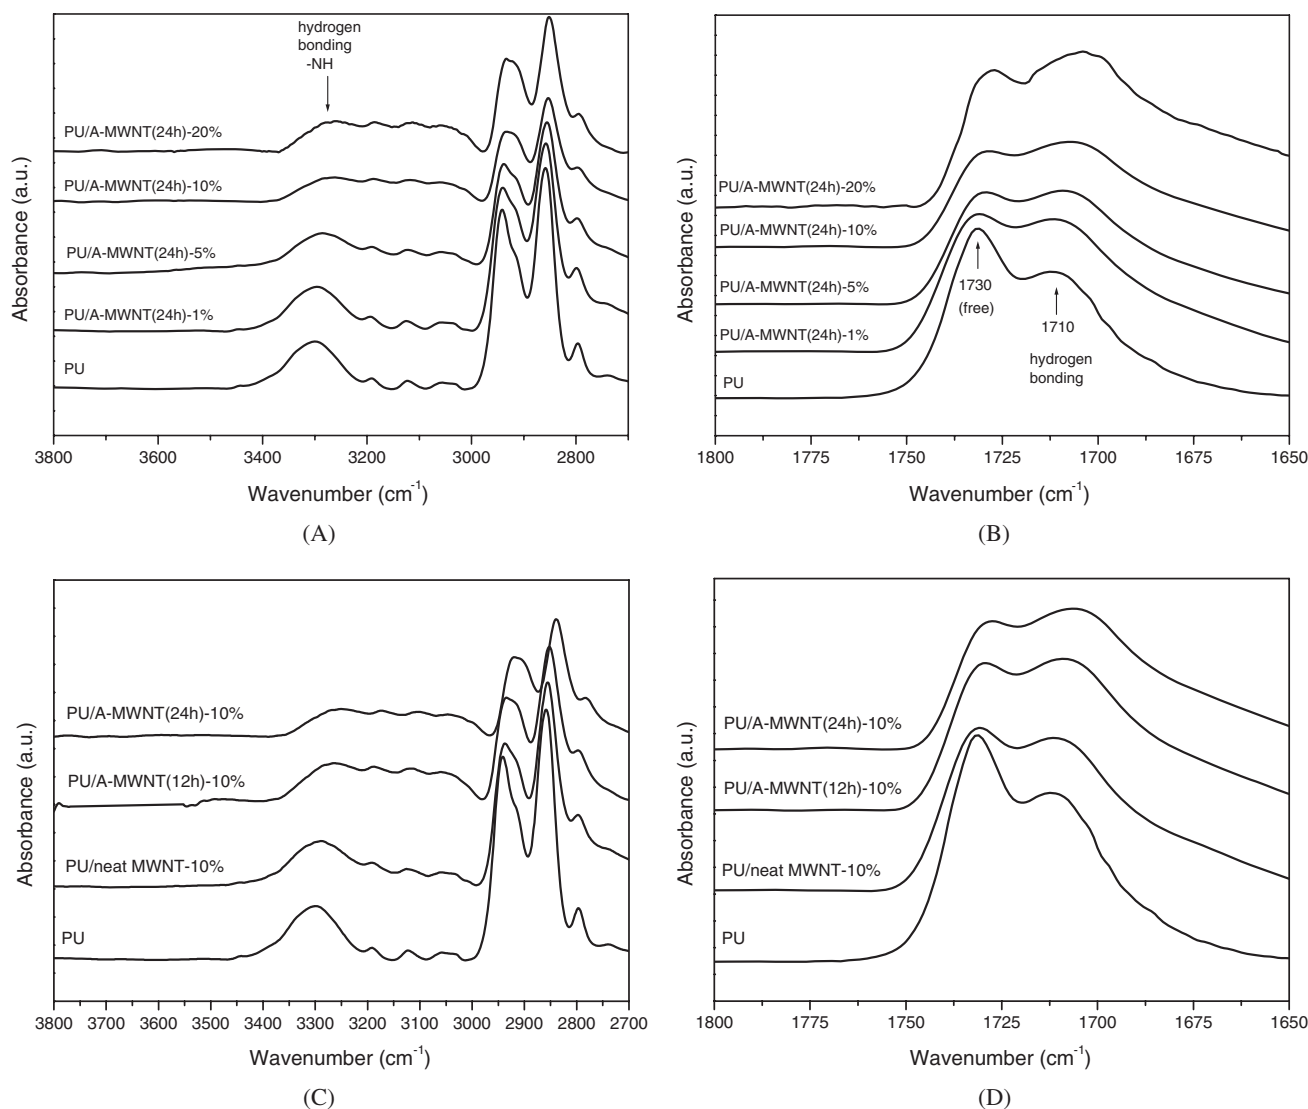 hydrogen
bonding
-NH
PU/A-MWNT(24h)-20%
PU/A-MWNT(24h)-10%
PU/A-MWNT(24h)-5%
PU/A-MWNT(24h)-1%
PU
Absorbance (a.u.)
3800 3600 3400 3200 3000 2800
Wavenumber (cm-1)
(A)
PU/A-MWNT(24h)-20%
PU/A-MWNT(24h)-10%
PU/A-MWNT(24h)-5%
PU/A-MWNT(24h)-1%
PU
1730
(free)
1710
hydrogen
bonding
Absorbance (a.u.)
1800 1775 1750 1725 1700 1675 1650
Wavenumber (cm-1)
(B)
PU/A-MWNT(24h)-10%
PU/A-MWNT(12h)-10%
PU/neat MWNT-10%
PU
Absorbance (a.u.)
3800 3700 3600 3500 3400 3300 3200 3100 3000 2900 2800 2700
Wavenumber (cm-1)
(C)
PU/A-MWNT(24h)-10%
PU/A-MWNT(12h)-10%
PU/neat MWNT-10%
PU
Absorbance (a.u.)
1800 1775 1750 1725 1700 1675 1650
Wavenumber (cm-1)
(D)